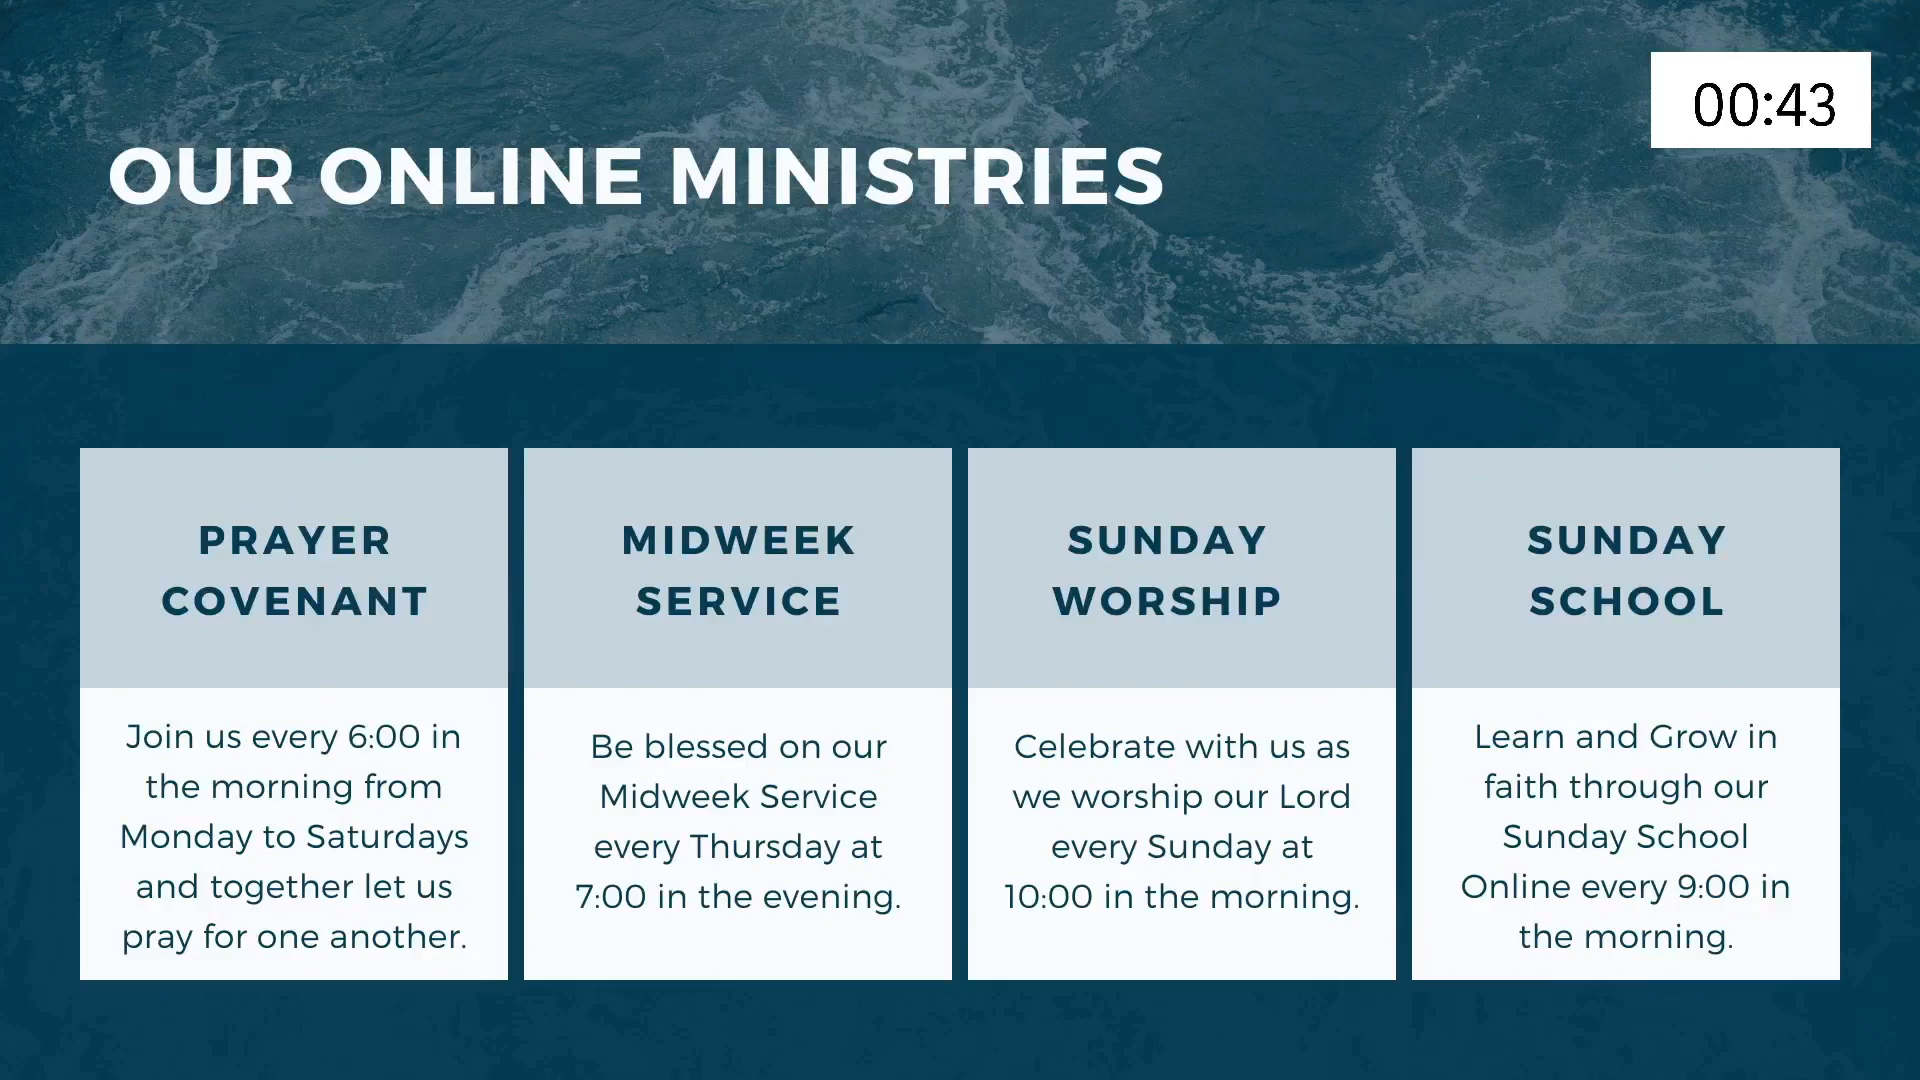 00:43
OUR ONLINE MINISTRIES
PRAYER
COVENANT
Join us every 6:00 in
the morning from
Monday to Saturdays
and together let us
pray for one another.
MIDWEEK
SERVICE
Be blessed on our
Midweek Service
every Thursday at
7:00 in the evening.
SUNDAY
WORSHIP
Celebrate with us as
we worship our Lord
every Sunday at
10:00 in the morning.
SUNDAY
SCHOOL
Learn and Grow in
faith through our
Sunday School
Online every 9:00 in
the morning.